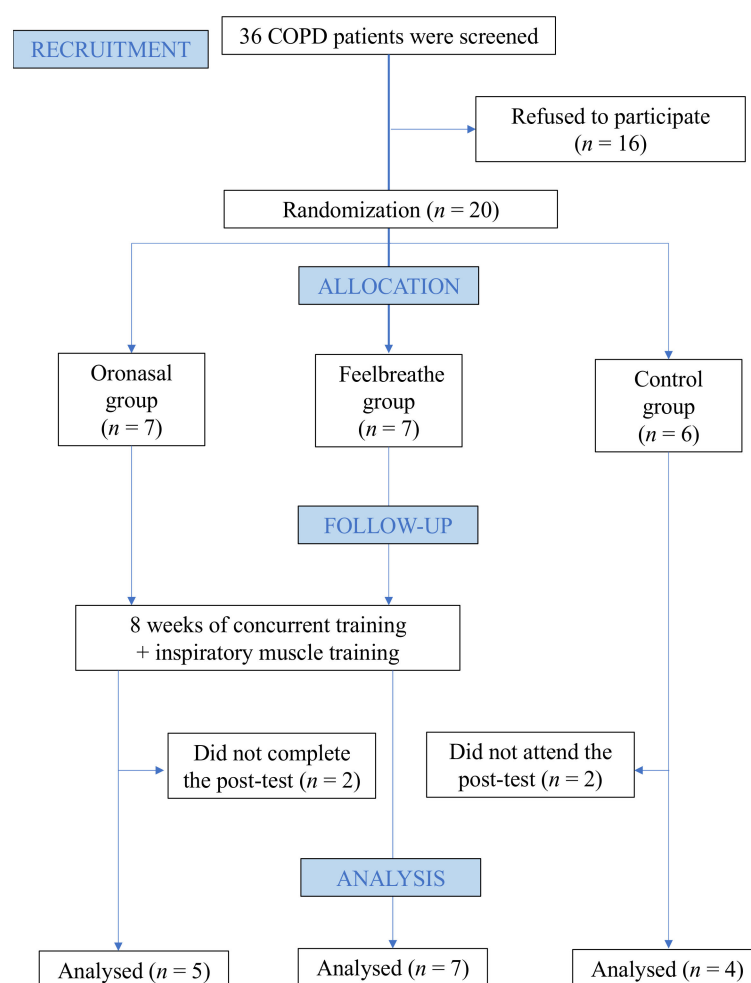 36 COPD patients were screened
RECRUITMENT
Refused to participate
(n = 16)
Randomization (n = 20)
ALLOCATION
Oronasal
group
(n = 7)
Feelbreathe
group
(n = 7)
Control
group
(n = 6)
FOLLOW-UP
8 weeks of concurrent training
+ inspiratory muscle training
Did not complete
the post-test (n = 2)
Did not attend the
post-test (n = 2)
ANALYSIS
Analysed (n = 5)
Analysed (n = 7)
Analysed (n = 4)